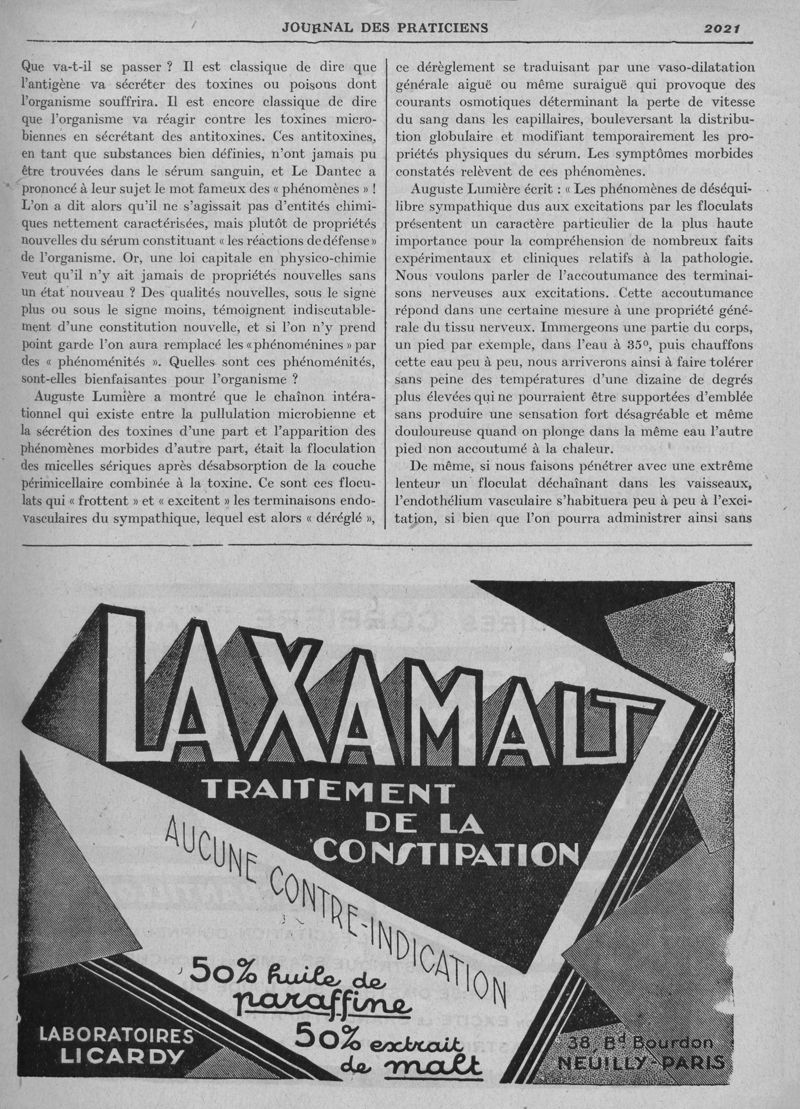 JOURNAL DES PRATICIENS
2021
Que va-t-il se passer ? Il est classique de dire que
l'antigène va sécréter des toxines ou poisons dont
l'organisme souffrira. Il est encore classique de dire
que l'organisme va réagir contre les toxines micro-
biennes en sécrétant des antitoxines. Ces antitoxines,
en tant que substances bien définies, n'ont jamais pu
être trouvées dans le sérum sanguin, et Le Dantec a
prononcé à leur sujet le mot fameux des « phénomènes » !
L'on a dit alors qu'il ne s'agissait pas d'entités chimi-
ques nettement caractérisées, mais plutôt de propriétés
nouvelles du sérum constituant « les réactions de défense »
de l'organisme. Or, une loi capitale en physico-chimie
veut qu'il n'y ait jamais de propriétés nouvelles sans
un état nouveau ? Des qualités nouvelles, sous le signe
plus ou sous le signe moins, témoignent indiscutable-
ment d'une constitution nouvelle, et si l'on n'y prend
point garde l'on aura remplacé les « phénoménines » par
des « phénoménités ». Quelles sont ces phénoménités,
sont-elles bienfaisantes pour l'organisme ?
Auguste Lumière a montré que le chaînon intéra-
tionnel qui existe entre la pullulation microbienne et
la sécrétion des toxines d'une part et l'apparition des
phénomènes morbides d'autre part, était la floculation
des micelles sériques après désabsorption de la couche
périmicellaire combinée à la toxine. Ce sont ces flocu-
lats qui « frottent » et « excitent » les terminaisons endo-
vasculaires du sympathique, lequel est alors « déréglé »,
ce dérèglement se traduisant par une vaso-dilatation
générale aiguë ou même suraiguë qui provoque des
courants osmotiques déterminant la perte de vitesse
du sang dans les capillaires, bouleversant la distribu-
tion globulaire et modifiant temporairement les pro-
priétés physiques du sérum. Les symptômes morbides
constatés relèvent de ces phénomènes.
Auguste Lumière écrit : « Les phénomènes de déséqui-
libre sympathique dus aux excitations par les floculats
présentent un caractère particulier de la plus haute
importance pour la compréhension de nombreux faits
expérimentaux et cliniques relatifs à la pathologie.
Nous voulons parler de l'accoutumance des terminai-
sons nerveuses aux excitations. Cette accoutumance
répond dans une certaine mesure à une propriété géné-
rale du tissu nerveux. Immergeons une partie du corps,
un pied par exemple, dans l'eau à 35º, puis chauffons
cette eau peu à peu, nous arriverons ainsi à faire tolérer
sans peine des températures d'une dizaine de degrés
plus élevées qui ne pourraient être supportées d'emblée
sans produire une sensation fort désagréable et même
douloureuse quand on plonge dans la même eau l'autre
pied non accoutumé à la chaleur.
De même, si nous faisons pénétrer avec une extrême
lenteur un floculat déchaînant dans les vaisseaux,
l'endothélium vasculaire s'habituera peu à peu à l'exci-
tation, si bien que l'on pourra administrer ainsi sans
LAXAMALT
TRAITEMENT
DE LA
CONSTIPATION
AUCUNE CONTRE-INDICATION
50% huile de
paraffine
50% extrait
de malt
LABORATOIRES
LICARDY
38, Bd Bourdon
NEUILLY-PARIS